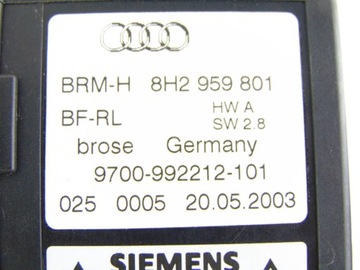 BRM-H 8H2 959 801
BF-RL HW A
SW 2.8
brose Germany
9700-992212-101
025 0005 20.05.2003
SIEMENS